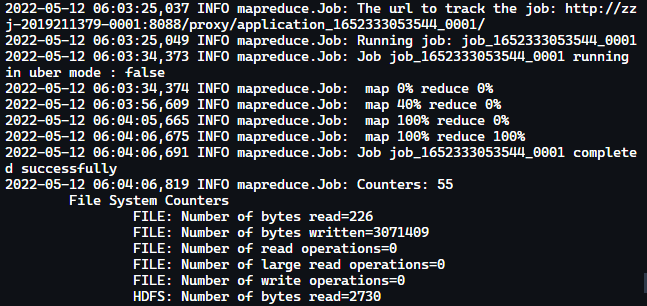 2022-05-12 06:03:25,037 INFO mapreduce.Job: The url to track the job: http://zz
j-2019211379-0001:8088/proxy/application_1652333053544_0001/
2022-05-12 06:03:25,049 INFO mapreduce.Job: Running job: job_1652333053544_0001
2022-05-12 06:03:34,373 INFO mapreduce.Job: Job job_1652333053544_0001 running
in uber mode : false
2022-05-12 06:03:34,374 INFO mapreduce.Job:  map 0% reduce 0%
2022-05-12 06:03:56,609 INFO mapreduce.Job:  map 40% reduce 0%
2022-05-12 06:04:05,665 INFO mapreduce.Job:  map 100% reduce 0%
2022-05-12 06:04:06,675 INFO mapreduce.Job:  map 100% reduce 100%
2022-05-12 06:04:06,691 INFO mapreduce.Job: Job job_1652333053544_0001 complete
d successfully
2022-05-12 06:04:06,819 INFO mapreduce.Job: Counters: 55
File System Counters
FILE: Number of bytes read=226
FILE: Number of bytes written=3071409
FILE: Number of read operations=0
FILE: Number of large read operations=0
FILE: Number of write operations=0
HDFS: Number of bytes read=2730